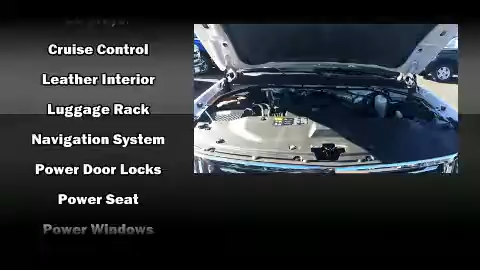 Cruise Control
Leather Interior
Luggage Rack
Navigation System
Power Door Locks
Power Seat
Power Windows